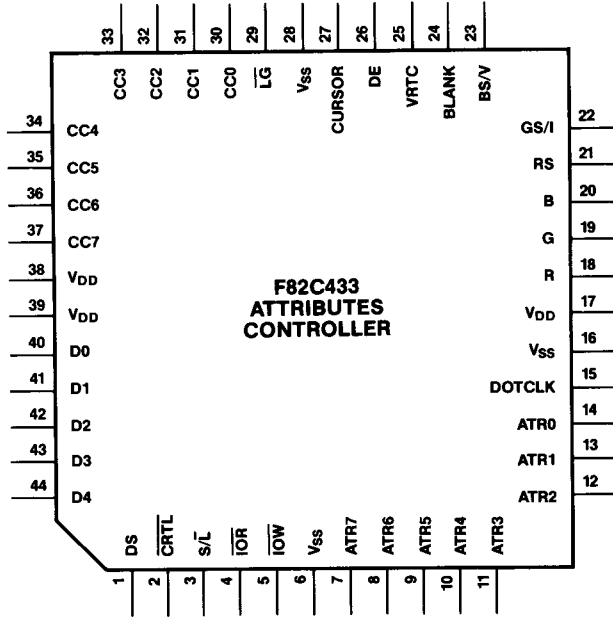 33 32 31 30 29 28 27 26 25 24 23
CC3 CC2 CC1 CC0 L̅G̅ VSS CURSOR DE VRTC BLANK BS/V
34 CC4
35 CC5
36 CC6
37 CC7
38 VDD
39 VDD
40 D0
41 D1
42 D2
43 D3
44 D4
F82C433
ATTRIBUTES
CONTROLLER
GS/I 22
RS 21
B 20
G 19
R 18
VDD 17
VSS 16
DOTCLK 15
ATR0 14
ATR1 13
ATR2 12
DS C̅R̅T̅L̅ S/L̅ I̅O̅R̅ I̅O̅W̅ VSS ATR7 ATR6 ATR5 ATR4 ATR3
1 2 3 4 5 6 7 8 9 10 11